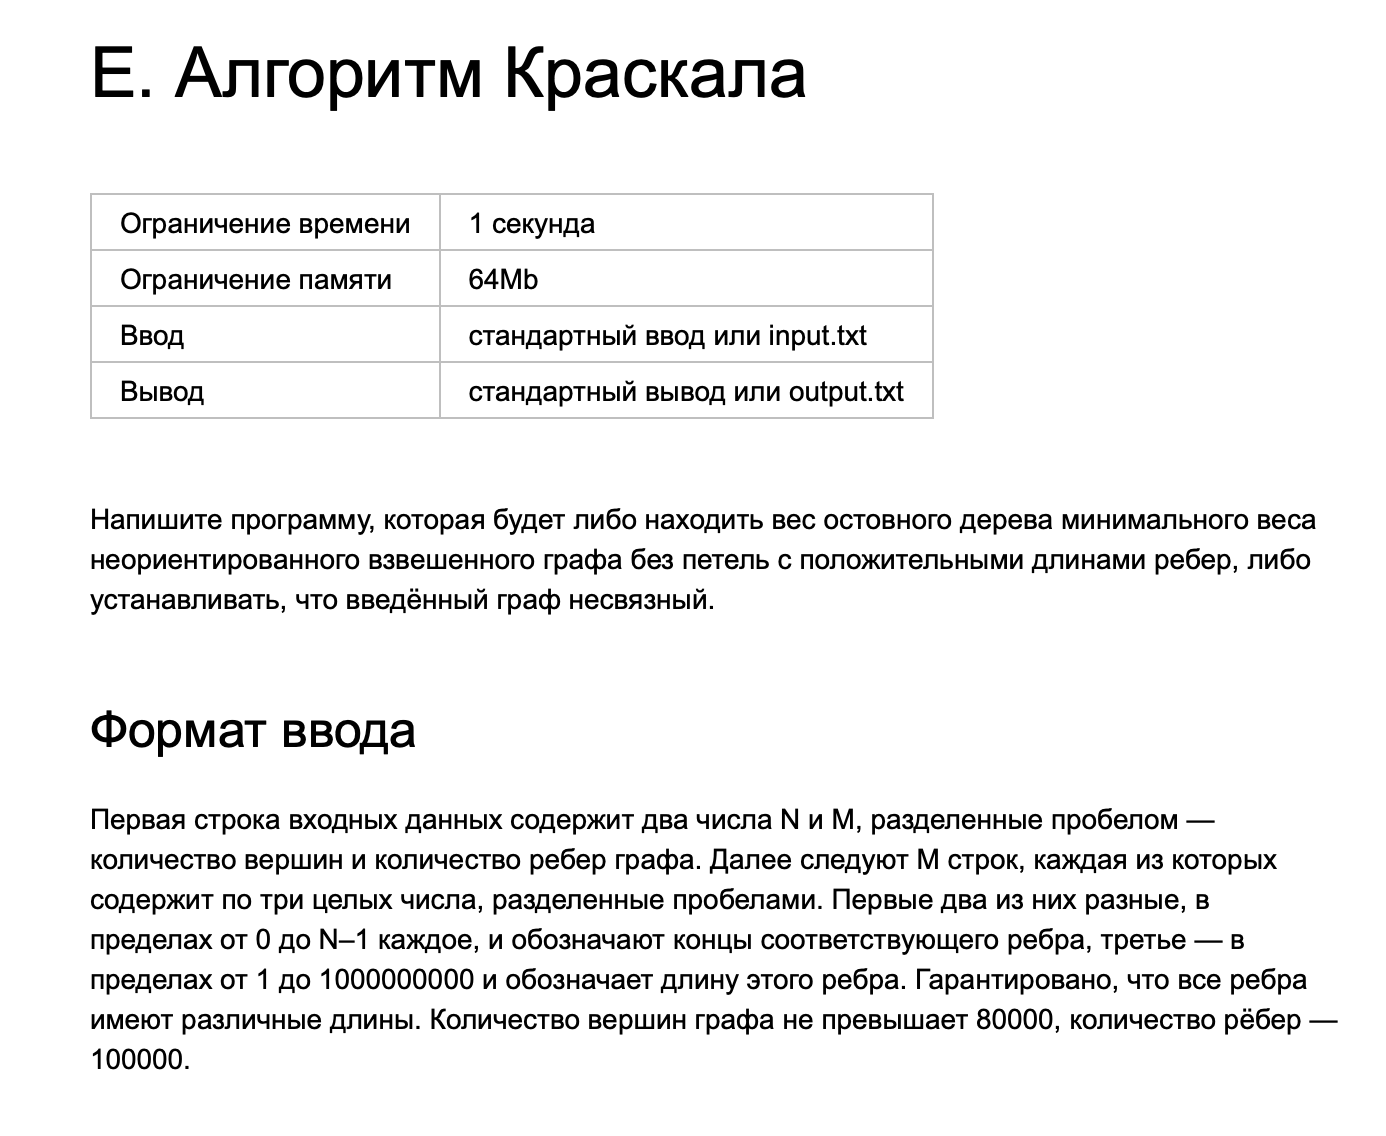 Е. Алгоритм Краскала
Ограничение времени 1 секунда
Ограничение памяти 64Mb
Ввод стандартный ввод или input.txt
Вывод стандартный вывод или output.txt
Напишите программу, которая будет либо находить вес остовного дерева минимального веса
неориентированного взвешенного графа без петель с положительными длинами ребер, либо
устанавливать, что введённый граф несвязный.
Формат ввода
Первая строка входных данных содержит два числа N и M, разделенные пробелом —
количество вершин и количество ребер графа. Далее следуют M строк, каждая из которых
содержит по три целых числа, разделенные пробелами. Первые два из них разные, в
пределах от 0 до N–1 каждое, и обозначают концы соответствующего ребра, третье — в
пределах от 1 до 1000000000 и обозначает длину этого ребра. Гарантировано, что все ребра
имеют различные длины. Количество вершин графа не превышает 80000, количество рёбер —
100000.